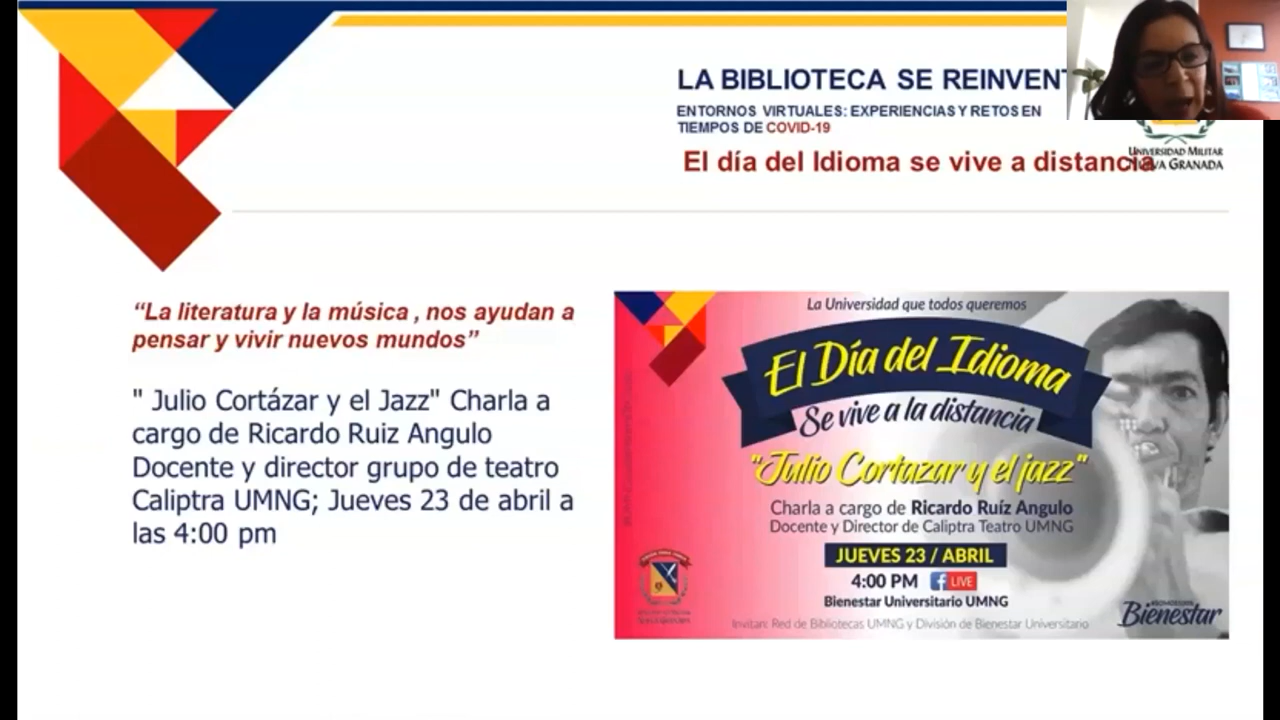 LA BIBLIOTECA SE REINVENT
ENTORNOS VIRTUALES: EXPERIENCIAS Y RETOS EN
TIEMPOS DE COVID-19
El día del Idioma se vive a distancia
UNIVERSIDAD MILITAR
NUEVA GRANADA
“La literatura y la música , nos ayudan a
pensar y vivir nuevos mundos”
" Julio Cortázar y el Jazz" Charla a
cargo de Ricardo Ruiz Angulo
Docente y director grupo de teatro
Caliptra UMNG; Jueves 23 de abril a
las 4:00 pm
La Universidad que todos queremos
El Día del Idioma
Se vive a la distancia
"Julio Cortazar y el jazz"
Charla a cargo de Ricardo Ruíz Angulo
Docente y Director de Caliptra Teatro UMNG
JUEVES 23 / ABRIL
4:00 PM f LIVE
Bienestar Universitario UMNG
Invitan: Red de Bibliotecas UMNG y División de Bienestar Universitario
Bienestar